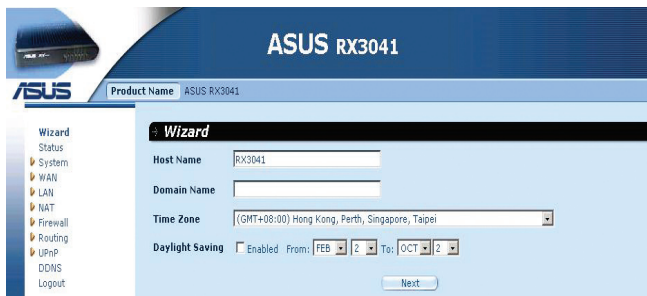 ASUS RX3041
ASUS
Product Name ASUS RX3041
Wizard
Status
System
WAN
LAN
NAT
Firewall
Routing
UPnP
DDNS
Logout
Wizard
Host Name RX3041
Domain Name
Time Zone (GMT+08:00) Hong Kong, Perth, Singapore, Taipei
Daylight Saving Enabled From: FEB 2 To: OCT 2
Next